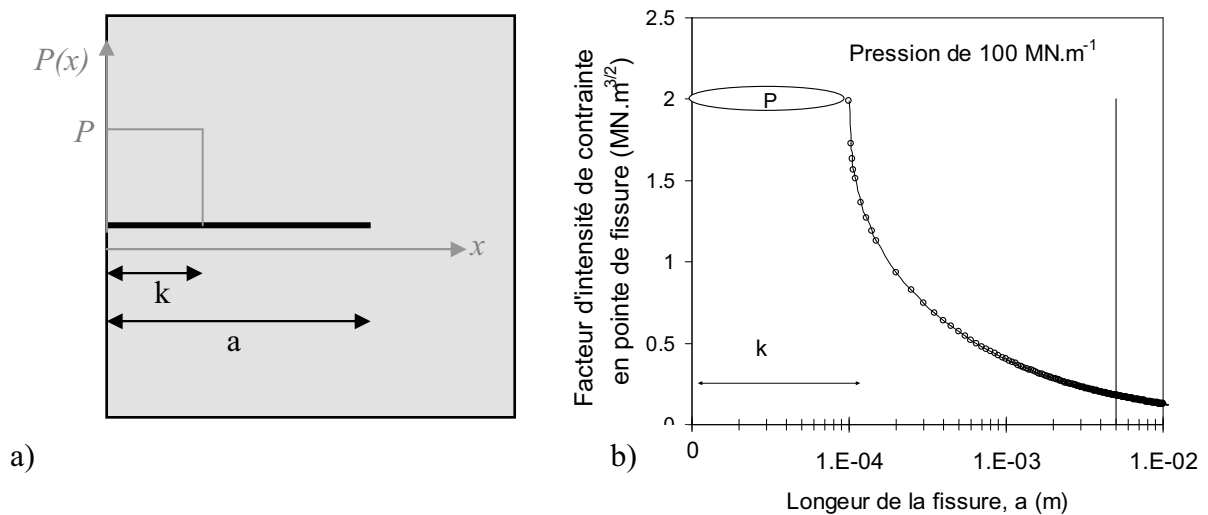 P(x)
P
x
k
a
a)
2.5
2
1.5
1
0.5
0
Facteur d'intensité de contrainte
en pointe de fissure (MN.m3/2)
Pression de 100 MN.m-1
P
k
0
1.E-04
1.E-03
1.E-02
Longeur de la fissure, a (m)
b)